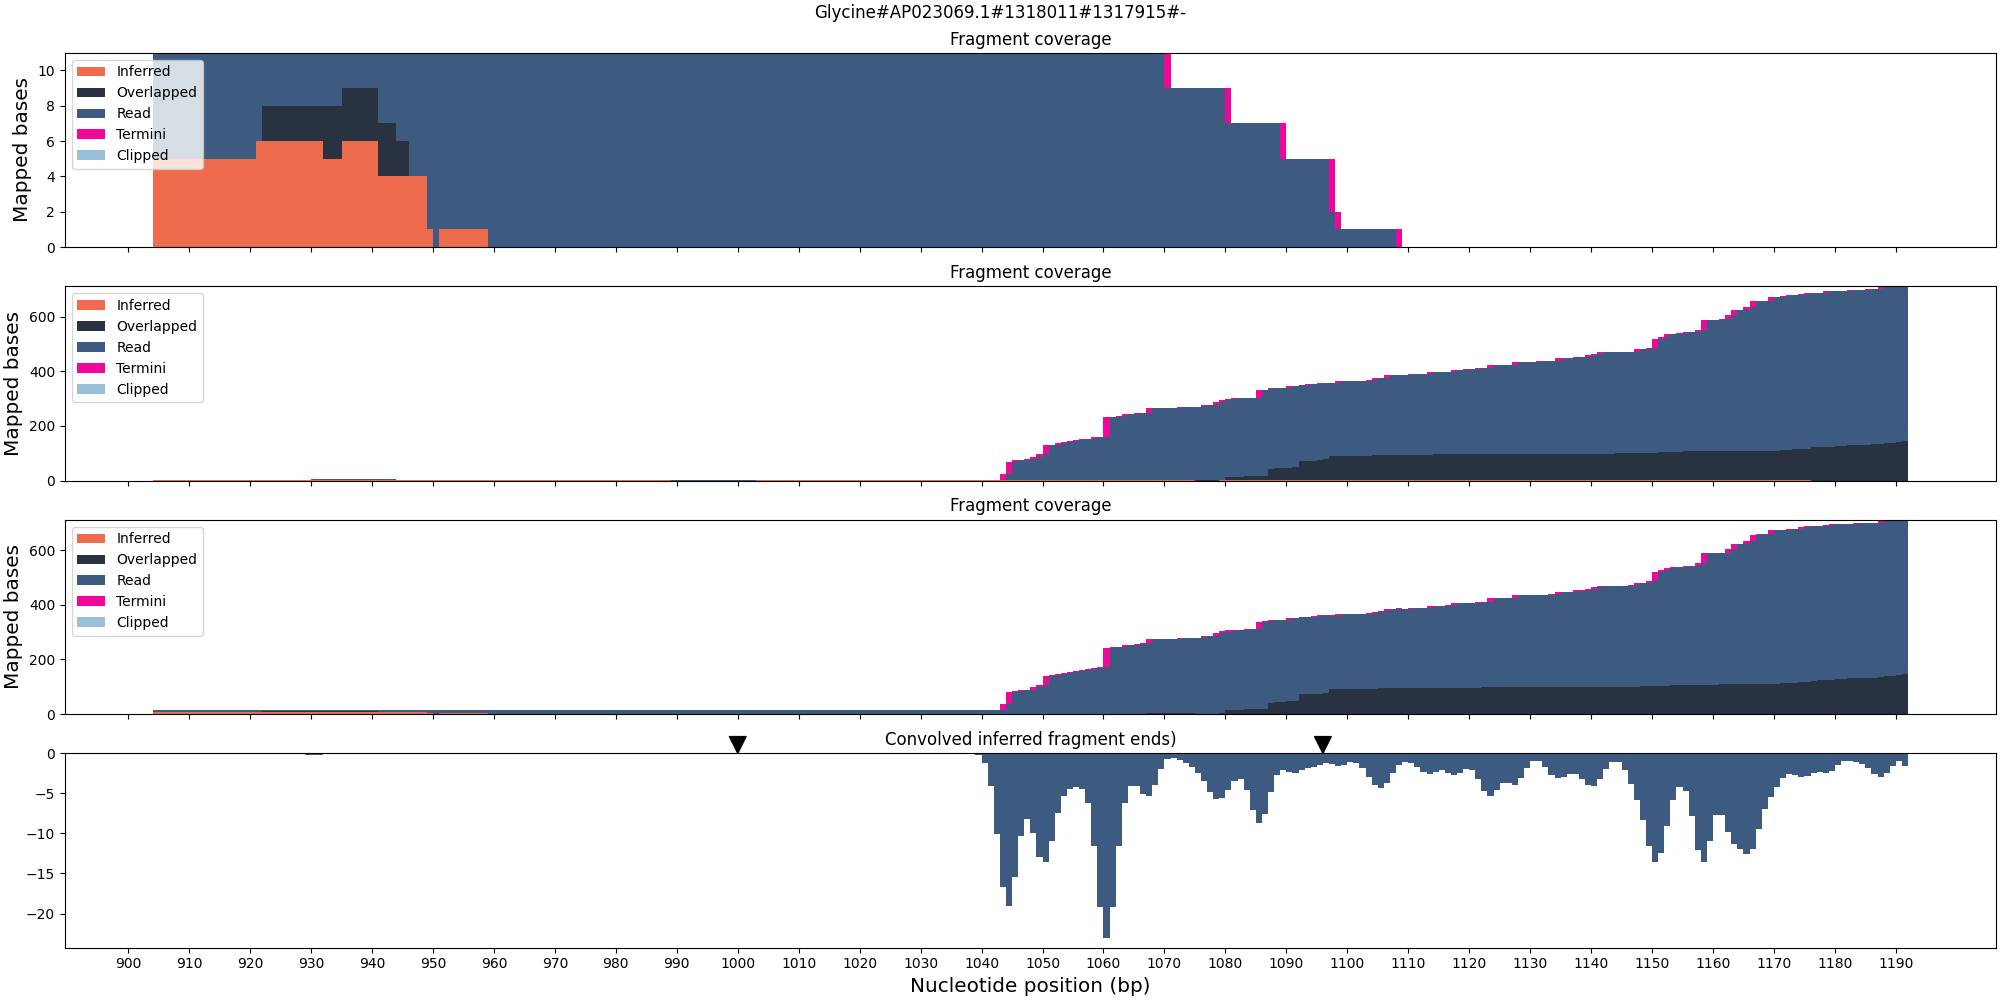 Glycine#AP023069.1#1318011#1317915#-
Fragment coverage
Mapped bases
10
8
6
4
2
0
Inferred
Overlapped
Read
Termini
Clipped
Fragment coverage
Mapped bases
600
400
200
0
Inferred
Overlapped
Read
Termini
Clipped
Fragment coverage
Mapped bases
600
400
200
0
Inferred
Overlapped
Read
Termini
Clipped
Convolved inferred fragment ends)
0
−5
−10
−15
−20
900 910 920 930 940 950 960 970 980 990 1000 1010 1020 1030 1040 1050 1060 1070 1080 1090 1100 1110 1120 1130 1140 1150 1160 1170 1180 1190
Nucleotide position (bp)